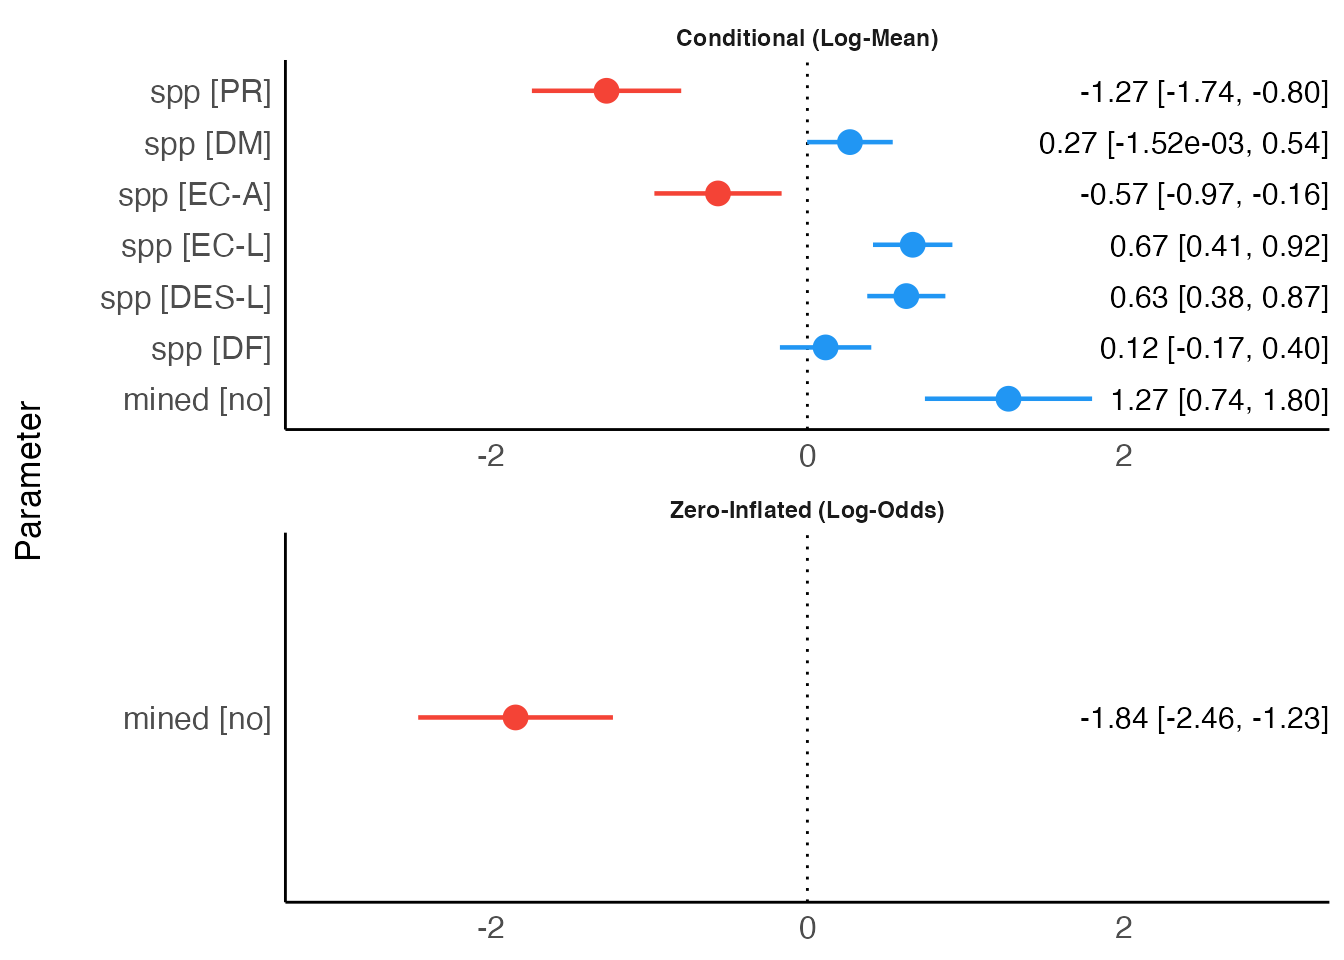 Conditional (Log-Mean)
spp [PR] -1.27 [-1.74, -0.80]
spp [DM] 0.27 [-1.52e-03, 0.54]
spp [EC-A] -0.57 [-0.97, -0.16]
spp [EC-L] 0.67 [0.41, 0.92]
spp [DES-L] 0.63 [0.38, 0.87]
spp [DF] 0.12 [-0.17, 0.40]
mined [no] 1.27 [0.74, 1.80]
-2 0 2
Parameter
Zero-Inflated (Log-Odds)
mined [no] -1.84 [-2.46, -1.23]
-2 0 2